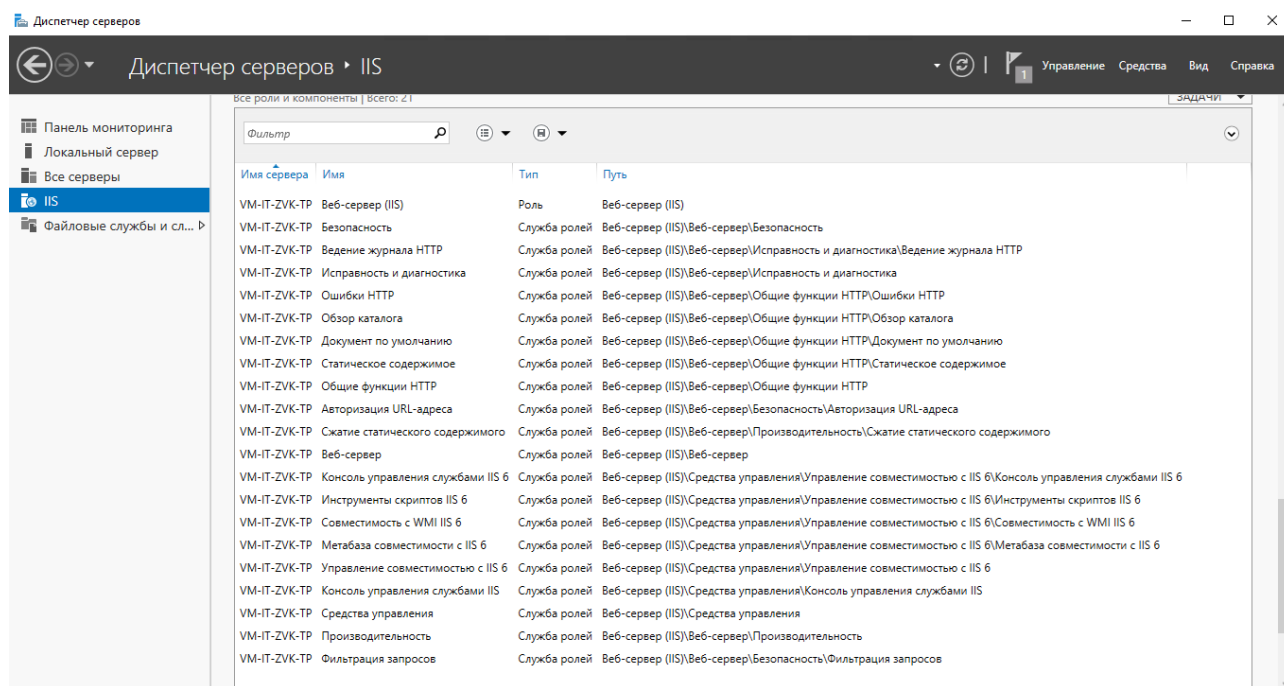 Диспетчер серверов
Диспетчер серверов ‣ IIS
1 Управление Средства Вид Справка
Все роли и компоненты | Всего: 21 ЗАДАЧИ
Панель мониторинга
Локальный сервер
Все серверы
IIS
Файловые службы и сл...
Фильтр
Имя сервера Имя Тип Путь
VM-IT-ZVK-TP Веб-сервер (IIS) Роль Веб-сервер (IIS)
VM-IT-ZVK-TP Безопасность Служба ролей Веб-сервер (IIS)\Веб-сервер\Безопасность
VM-IT-ZVK-TP Ведение журнала HTTP Служба ролей Веб-сервер (IIS)\Веб-сервер\Исправность и диагностика\Ведение журнала HTTP
VM-IT-ZVK-TP Исправность и диагностика Служба ролей Веб-сервер (IIS)\Веб-сервер\Исправность и диагностика
VM-IT-ZVK-TP Ошибки HTTP Служба ролей Веб-сервер (IIS)\Веб-сервер\Общие функции HTTP\Ошибки HTTP
VM-IT-ZVK-TP Обзор каталога Служба ролей Веб-сервер (IIS)\Веб-сервер\Общие функции HTTP\Обзор каталога
VM-IT-ZVK-TP Документ по умолчанию Служба ролей Веб-сервер (IIS)\Веб-сервер\Общие функции HTTP\Документ по умолчанию
VM-IT-ZVK-TP Статическое содержимое Служба ролей Веб-сервер (IIS)\Веб-сервер\Общие функции HTTP\Статическое содержимое
VM-IT-ZVK-TP Общие функции HTTP Служба ролей Веб-сервер (IIS)\Веб-сервер\Общие функции HTTP
VM-IT-ZVK-TP Авторизация URL-адреса Служба ролей Веб-сервер (IIS)\Веб-сервер\Безопасность\Авторизация URL-адреса
VM-IT-ZVK-TP Сжатие статического содержимого Служба ролей Веб-сервер (IIS)\Веб-сервер\Производительность\Сжатие статического содержимого
VM-IT-ZVK-TP Веб-сервер Служба ролей Веб-сервер (IIS)\Веб-сервер
VM-IT-ZVK-TP Консоль управления службами IIS 6 Служба ролей Веб-сервер (IIS)\Средства управления\Управление совместимостью с IIS 6\Консоль управления службами IIS 6
VM-IT-ZVK-TP Инструменты скриптов IIS 6 Служба ролей Веб-сервер (IIS)\Средства управления\Управление совместимостью с IIS 6\Инструменты скриптов IIS 6
VM-IT-ZVK-TP Совместимость с WMI IIS 6 Служба ролей Веб-сервер (IIS)\Средства управления\Управление совместимостью с IIS 6\Совместимость с WMI IIS 6
VM-IT-ZVK-TP Метабаза совместимости с IIS 6 Служба ролей Веб-сервер (IIS)\Средства управления\Управление совместимостью с IIS 6\Метабаза совместимости с IIS 6
VM-IT-ZVK-TP Управление совместимостью с IIS 6 Служба ролей Веб-сервер (IIS)\Средства управления\Управление совместимостью с IIS 6
VM-IT-ZVK-TP Консоль управления службами IIS Служба ролей Веб-сервер (IIS)\Средства управления\Консоль управления службами IIS
VM-IT-ZVK-TP Средства управления Служба ролей Веб-сервер (IIS)\Средства управления
VM-IT-ZVK-TP Производительность Служба ролей Веб-сервер (IIS)\Веб-сервер\Производительность
VM-IT-ZVK-TP Фильтрация запросов Служба ролей Веб-сервер (IIS)\Веб-сервер\Безопасность\Фильтрация запросов